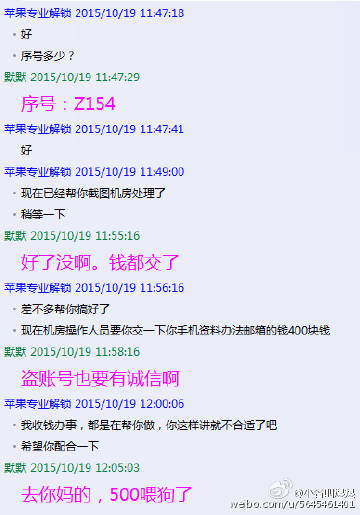 苹果专业解锁 2015/10/19 11:47:18
好
序号多少？
默默 2015/10/19 11:47:29
序号：Z154
苹果专业解锁 2015/10/19 11:47:41
好
苹果专业解锁 2015/10/19 11:49:00
现在已经帮你截图机房处理了
稍等一下
默默 2015/10/19 11:55:16
好了没啊。钱都交了
苹果专业解锁 2015/10/19 11:56:16
差不多帮你搞好了
现在机房操作人员要你交一下你手机资料办法邮箱的钱400块钱
默默 2015/10/19 11:58:16
盗账号也要有诚信啊
苹果专业解锁 2015/10/19 12:00:06
我收钱办事，都是在帮你做，你这样讲就不合适了吧
希望你配合一下
默默 2015/10/19 12:05:03
去你妈的，500喂狗了
weibo.com/u/5645461401